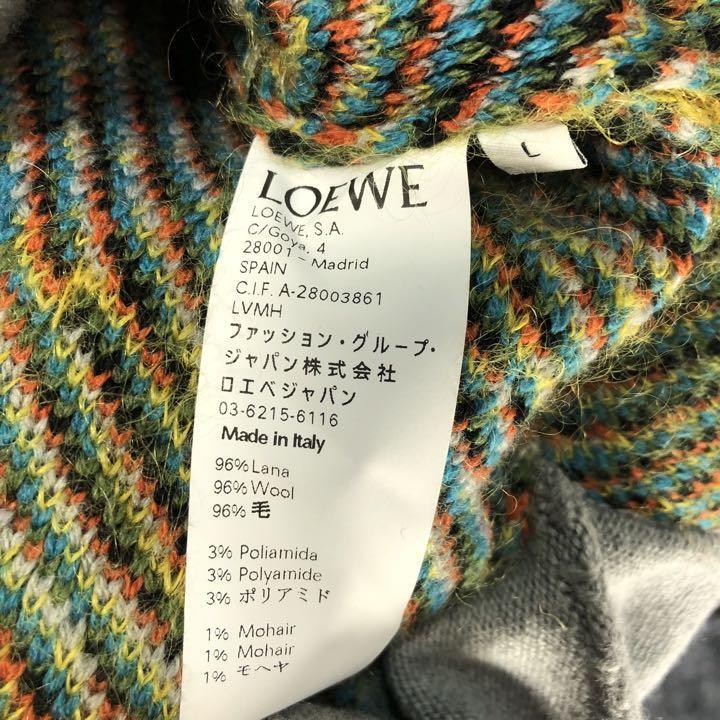 L
LOEWE
LOEWE, S.A.
C/Goya, 4
28001 - Madrid
SPAIN
C.I.F. A-28003861
LVMH
ファッション・グループ・
ジャパン株式会社
ロエベジャパン
03-6215-6116
Made in Italy
96% Lana
96% Wool
96% 毛
3% Poliamida
3% Polyamide
3% ポリアミド
1% Mohair
1% Mohair
1% モヘヤ